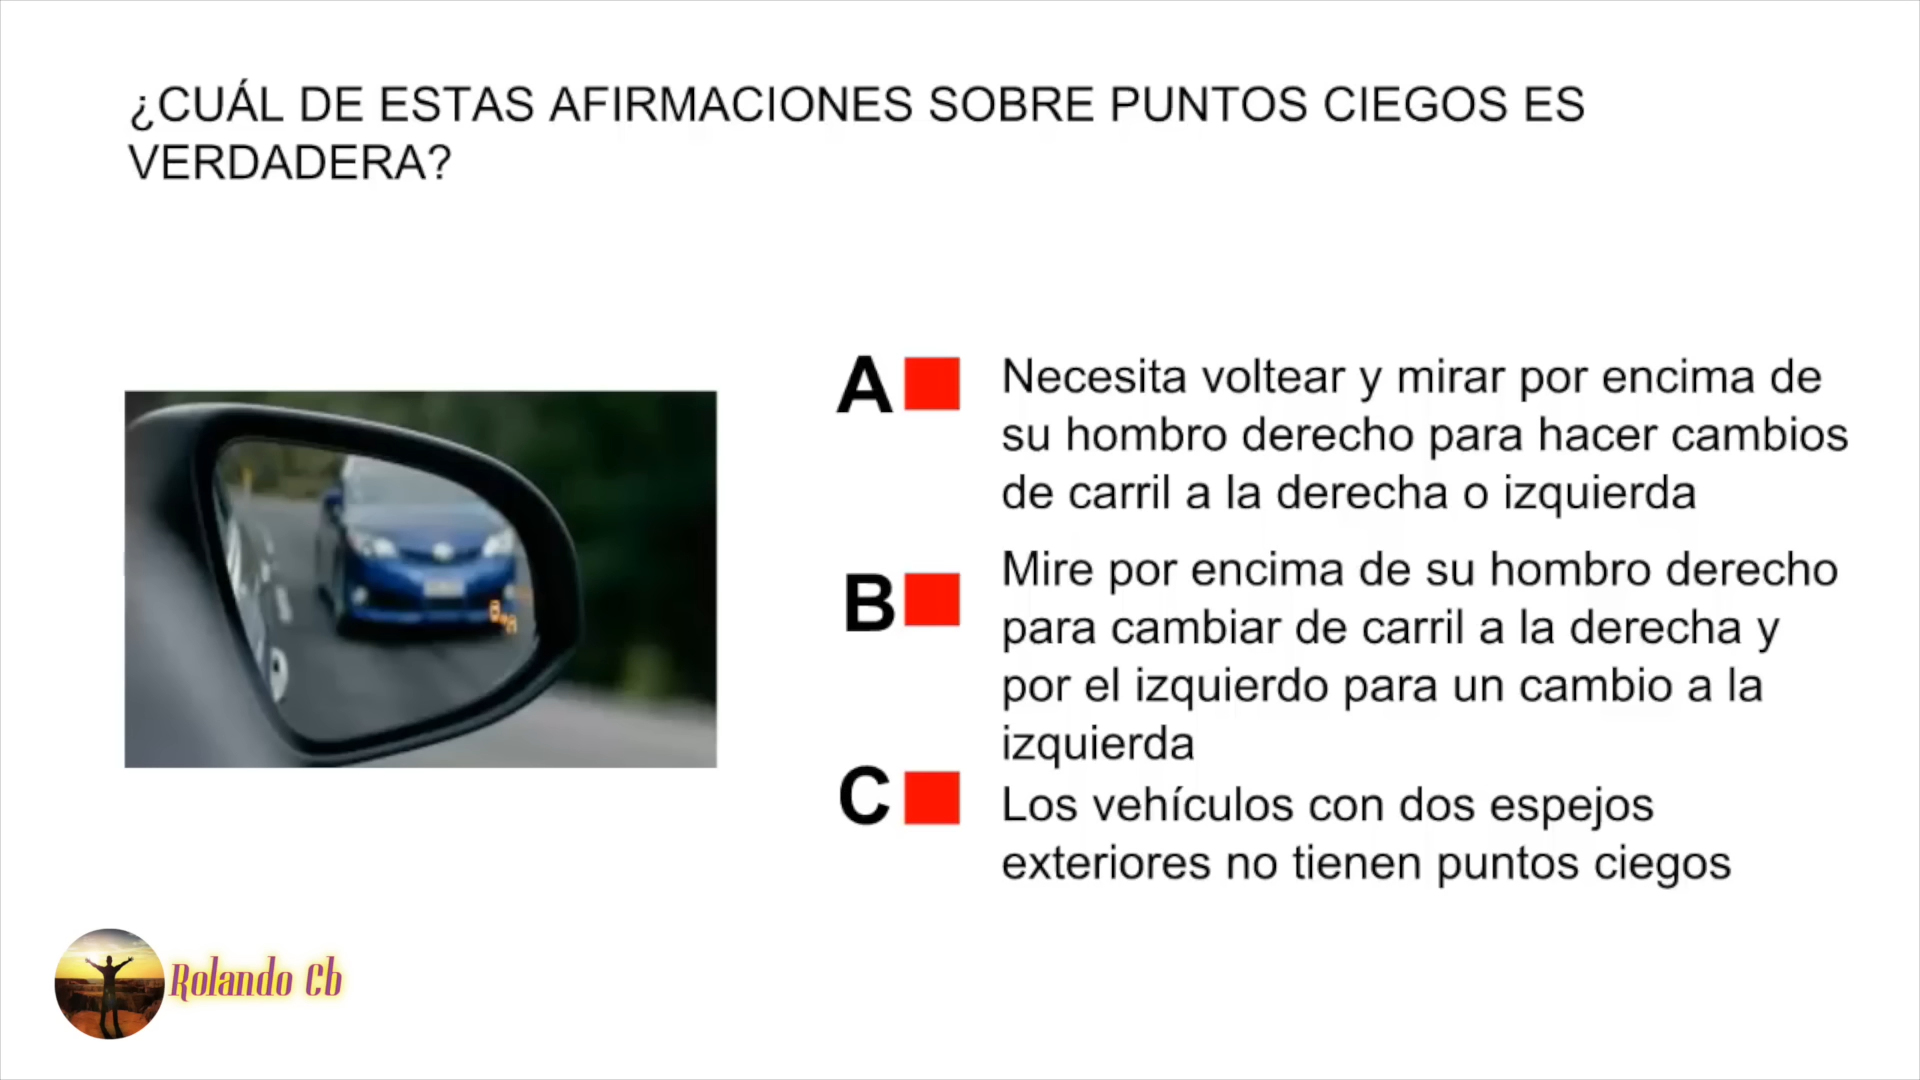 ¿CUÁL DE ESTAS AFIRMACIONES SOBRE PUNTOS CIEGOS ES
VERDADERA?
A
Necesita voltear y mirar por encima de
su hombro derecho para hacer cambios
de carril a la derecha o izquierda
B
Mire por encima de su hombro derecho
para cambiar de carril a la derecha y
por el izquierdo para un cambio a la
izquierda
C
Los vehículos con dos espejos
exteriores no tienen puntos ciegos
Rolando Cb